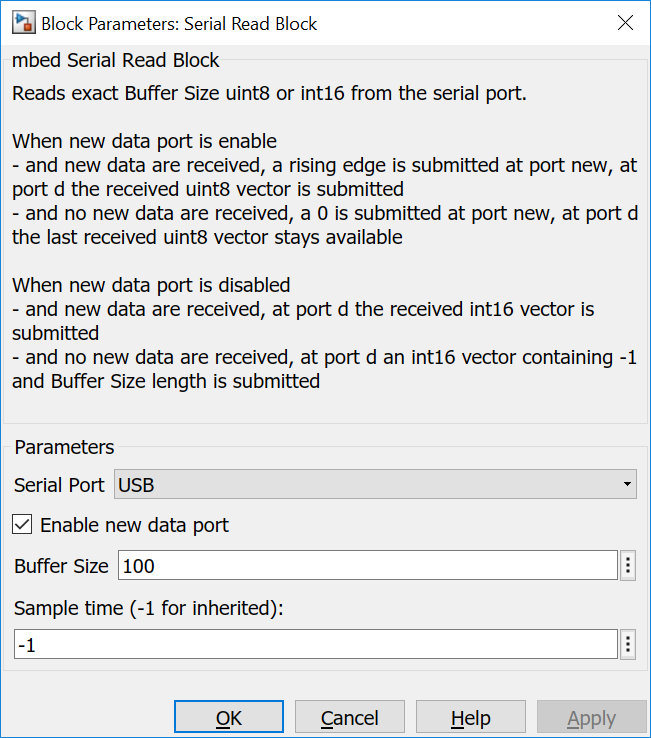 Block Parameters: Serial Read Block
mbed Serial Read Block
Reads exact Buffer Size uint8 or int16 from the serial port.
When new data port is enable
- and new data are received, a rising edge is submitted at port new, at
port d the received uint8 vector is submitted
- and no new data are received, a 0 is submitted at port new, at port d
the last received uint8 vector stays available
When new data port is disabled
- and new data are received, at port d the received int16 vector is
submitted
- and no new data are received, at port d an int16 vector containing -1
and Buffer Size length is submitted
Parameters
Serial Port USB
Enable new data port
Buffer Size 100
Sample time (-1 for inherited):
-1
OK Cancel Help Apply